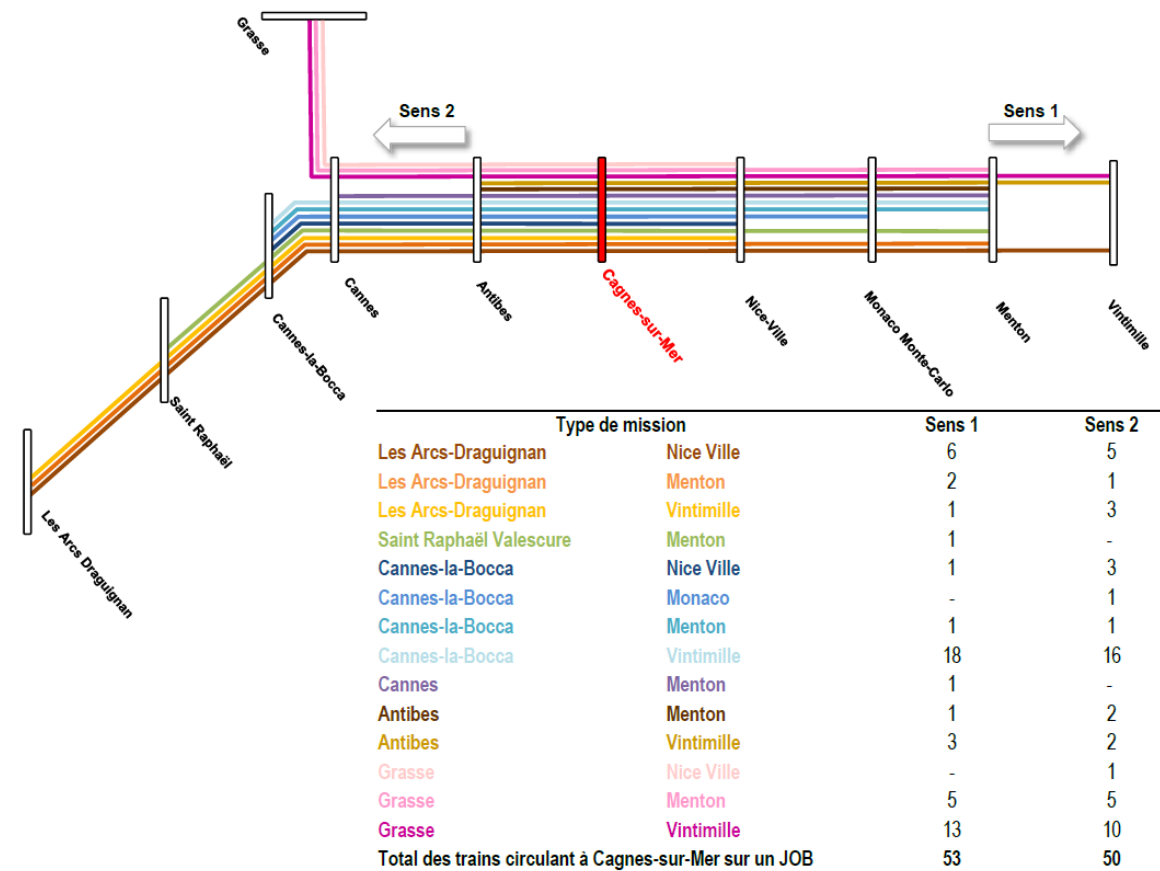 Grasse
Sens 2
Sens 1
Cannes
Antibes
Cagnes-sur-Mer
Nice-Ville
Monaco Monte-Carlo
Menton
Vintimille
Cannes-la-Bocca
Saint Raphaël
Les Arcs Draguignan
Type de mission Sens 1 Sens 2
Les Arcs-Draguignan Nice Ville 6 5
Les Arcs-Draguignan Menton 2 1
Les Arcs-Draguignan Vintimille 1 3
Saint Raphaël Valescure Menton 1 -
Cannes-la-Bocca Nice Ville 1 3
Cannes-la-Bocca Monaco - 1
Cannes-la-Bocca Menton 1 1
Cannes-la-Bocca Vintimille 18 16
Cannes Menton 1 -
Antibes Menton 1 2
Antibes Vintimille 3 2
Grasse Nice Ville - 1
Grasse Menton 5 5
Grasse Vintimille 13 10
Total des trains circulant à Cagnes-sur-Mer sur un JOB 53 50